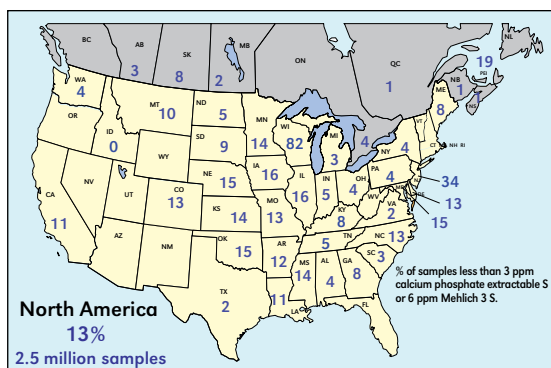 BC
AB
3
SK
8
MB
2
ON
QC
1
NL
19
PEI
NB
1
NS
1
4
WA
4
OR
ID
0
MT
10
ND
5
SD
9
WY
MN
14
WI
82
MI
3
NY
4
VT
ME
8
NH
RI
CT
MA
NV
UT
CA
11
AZ
CO
13
NM
NE
15
KS
14
OK
15
TX
2
IA
16
MO
13
AR
12
LA
11
IL
16
IN
5
OH
4
PA
4
NJ
34
DE
13
MD
15
WV
VA
2
KY
8
TN
5
NC
13
SC
3
MS
14
AL
4
GA
8
FL
% of samples less than 3 ppm
calcium phosphate extractable S
or 6 ppm Mehlich 3 S.
North America
13%
2.5 million samples